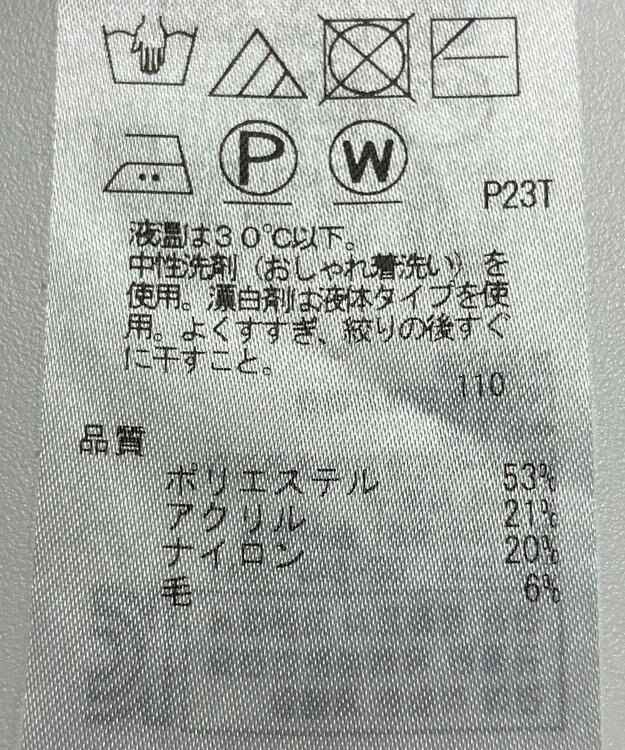 P
W
P23T
液温は30℃以下。
中性洗剤(おしゃれ着洗い)を
使用。漂白剤は液体タイプを使
用。よくすすぎ、絞りの後すぐ
に干すこと。
110
品質
ポリエステル 53%
アクリル 21%
ナイロン 20%
毛 6%